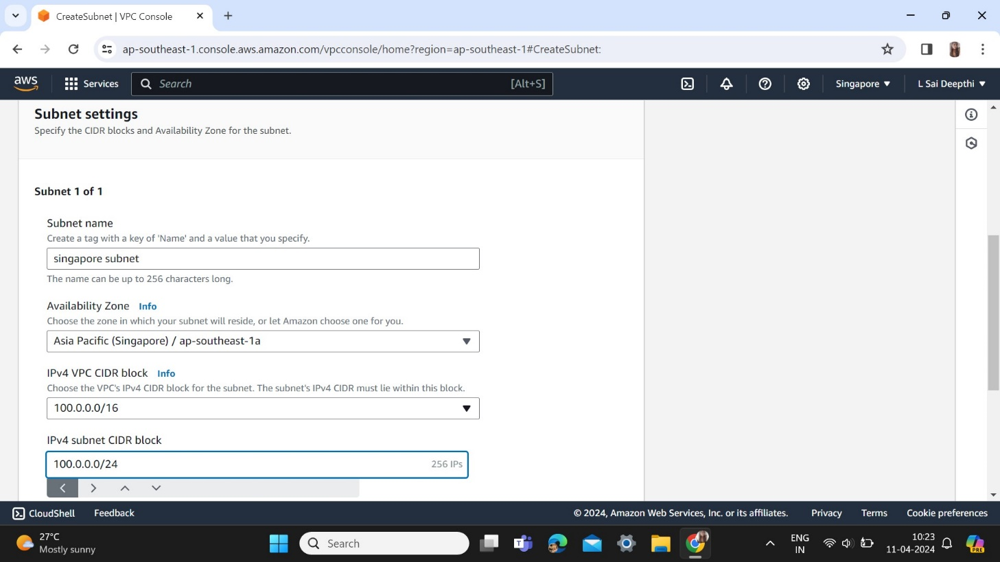 CreateSubnet | VPC Console
ap-southeast-1.console.aws.amazon.com/vpcconsole/home?region=ap-southeast-1#CreateSubnet:
aws Services Search [Alt+S] Singapore L Sai Deepthi
Subnet settings
Specify the CIDR blocks and Availability Zone for the subnet.
Subnet 1 of 1
Subnet name
Create a tag with a key of 'Name' and a value that you specify.
singapore subnet
The name can be up to 256 characters long.
Availability Zone Info
Choose the zone in which your subnet will reside, or let Amazon choose one for you.
Asia Pacific (Singapore) / ap-southeast-1a
IPv4 VPC CIDR block Info
Choose the VPC's IPv4 CIDR block for the subnet. The subnet's IPv4 CIDR must lie within this block.
100.0.0.0/16
IPv4 subnet CIDR block
100.0.0.0/24 256 IPs
CloudShell Feedback © 2024, Amazon Web Services, Inc. or its affiliates. Privacy Terms Cookie preferences
27°C
Mostly sunny
Search
ENG
IN
10:23
11-04-2024
PRE